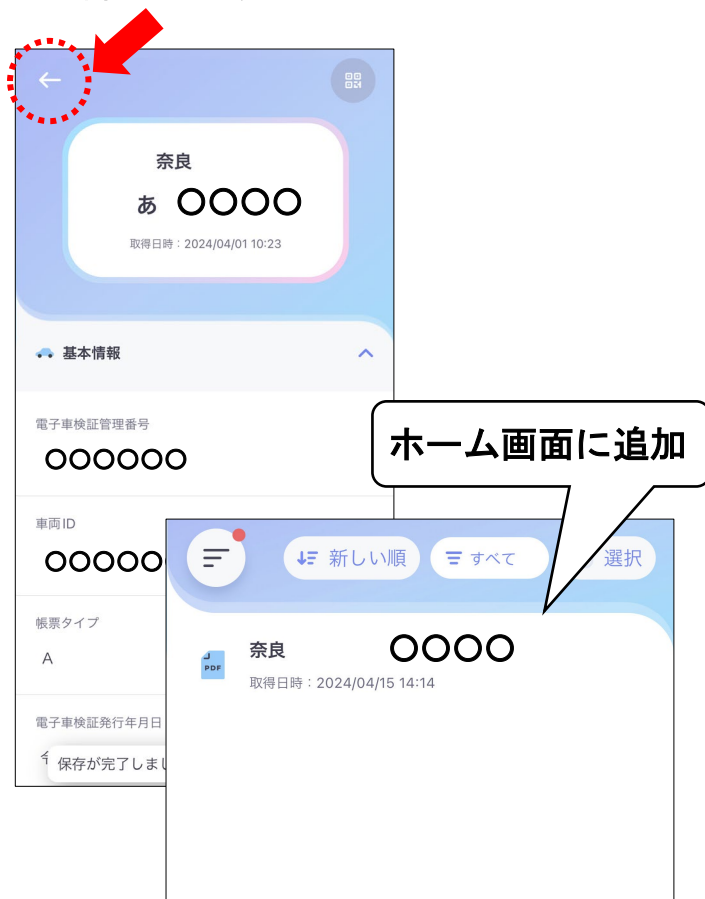 奈良
あ 〇〇〇〇
取得日時：2024/04/01 10:23
基本情報
電子車検証管理番号
〇〇〇〇〇〇
車両ID
〇〇〇〇〇
帳票タイプ
A
電子車検証発行年月日
保存が完了しまし
ホーム画面に追加
新しい順
すべて
選択
PDF
奈良 〇〇〇〇
取得日時：2024/04/15 14:14